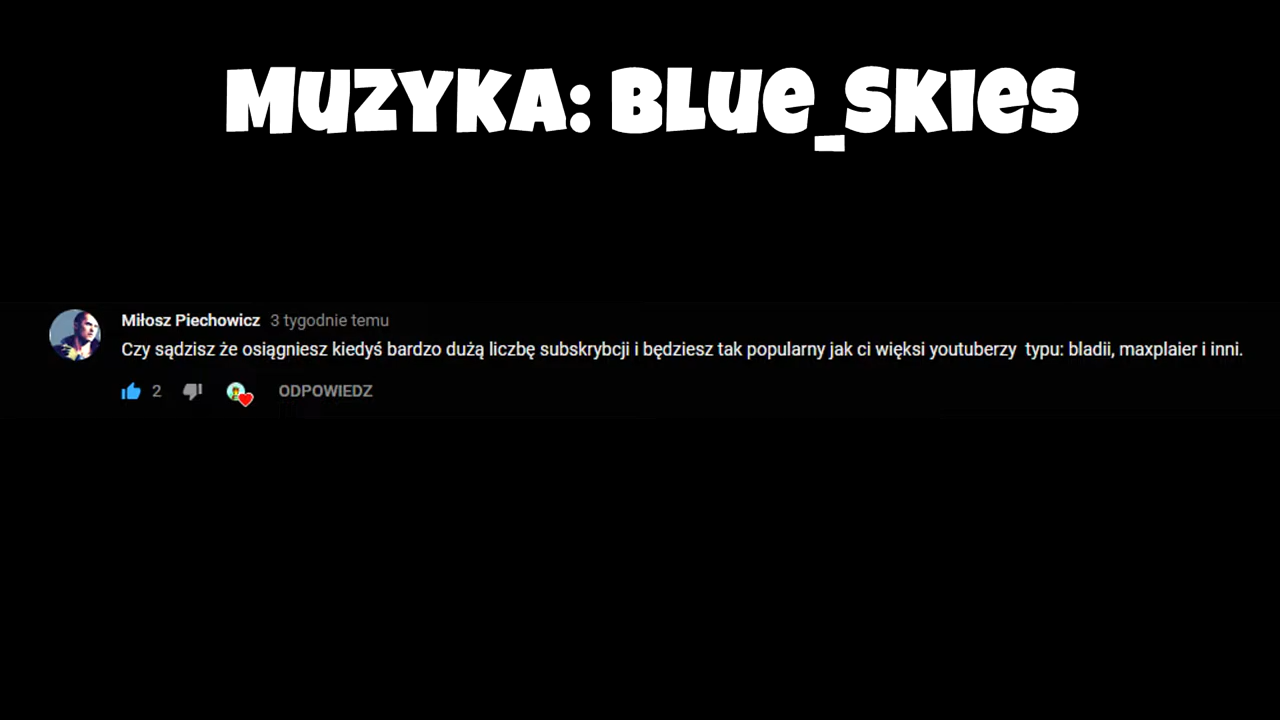 Muzyka: Blue_Skies
Miłosz Piechowicz 3 tygodnie temu
Czy sądzisz że osiągniesz kiedyś bardzo dużą liczbę subskrybcji i będziesz tak popularny jak ci więksi youtuberzy typu: bladii, maxplaier i inni.
2 ODPOWIEDZ